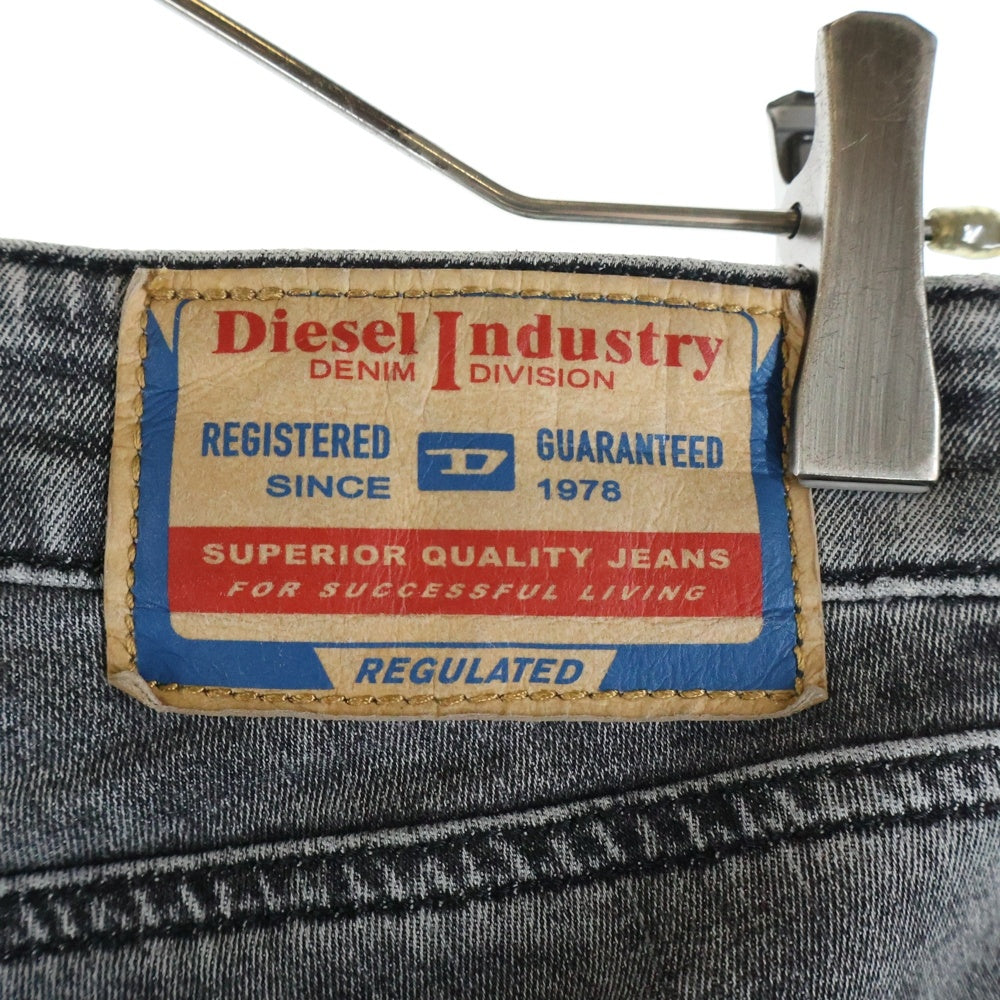 Diesel Industry
DENIM DIVISION
REGISTERED D GUARANTEED
SINCE 1978
SUPERIOR QUALITY JEANS
FOR SUCCESSFUL LIVING
REGULATED